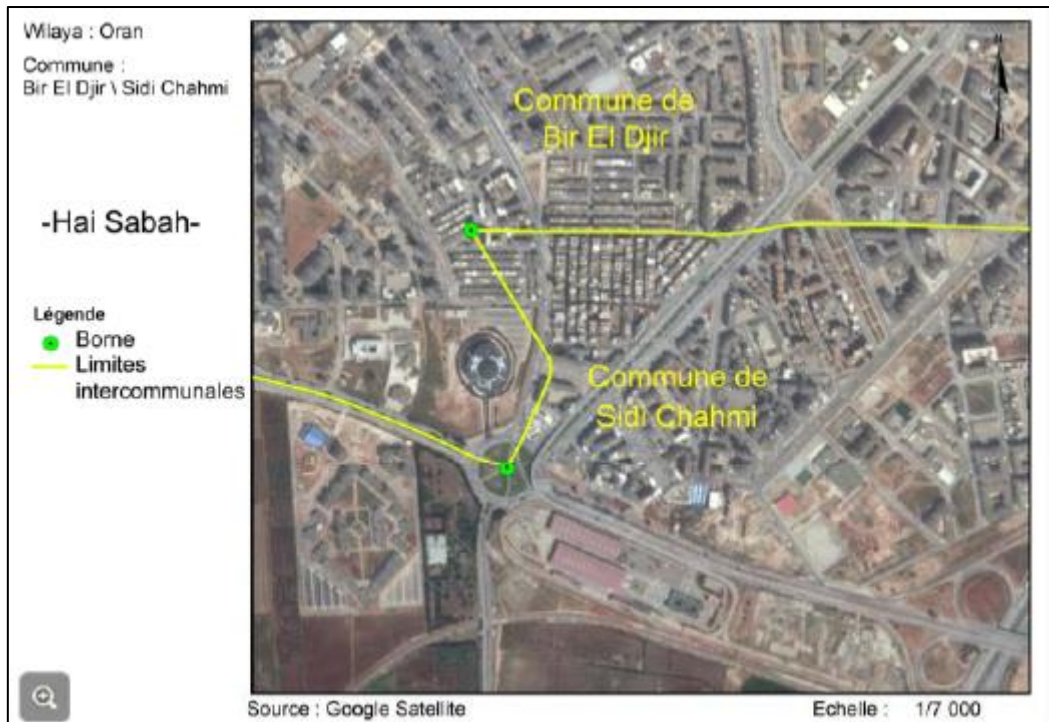 Wilaya : Oran
Commune :
Bir El Djir \ Sidi Chahmi
-Hai Sabah-
Légende
Borne
Limites
intercommunales
Commune de
Bir El Djir
Commune de
Sidi Chahmi
Source : Google Satellite
Echelle : 1/7 000